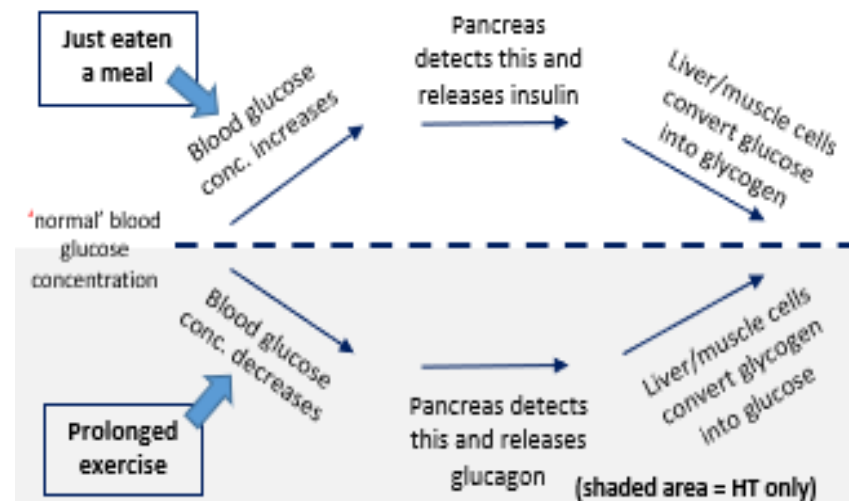 Just eaten
a meal
Blood glucose
conc. increases
Pancreas
detects this and
releases insulin
Liver/muscle cells
convert glucose
into glycogen
‘normal’ blood
glucose
concentration
Blood glucose
conc. decreases
Prolonged
exercise
Pancreas detects
this and releases
glucagon
Liver/muscle cells
convert glycogen
into glucose
(shaded area = HT only)